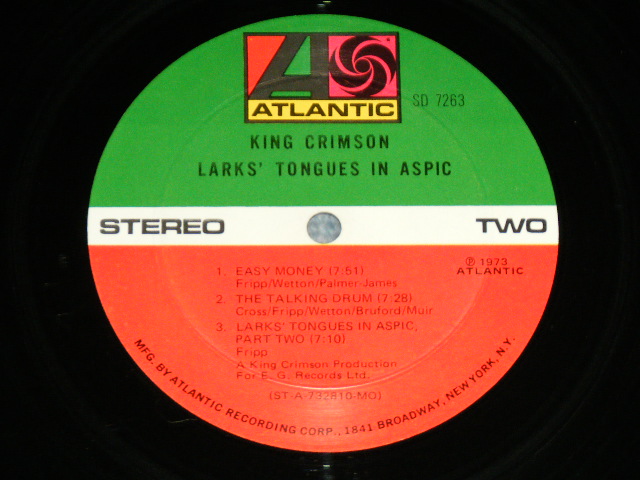 ATLANTIC
SD 7263
KING CRIMSON
LARKS' TONGUES IN ASPIC
STEREO TWO
℗ 1973
ATLANTIC
1. EASY MONEY (7:51)
Fripp/Wetton/Palmer-James
2. THE TALKING DRUM (7:28)
Cross/Fripp/Wetton/Bruford/Muir
3. LARKS' TONGUES IN ASPIC,
PART TWO (7:10)
Fripp
A King Crimson Production
For E. G. Records Ltd.
(ST-A-732810-MO)
MFG. BY ATLANTIC RECORDING CORP., 1841 BROADWAY, NEW YORK, N.Y.